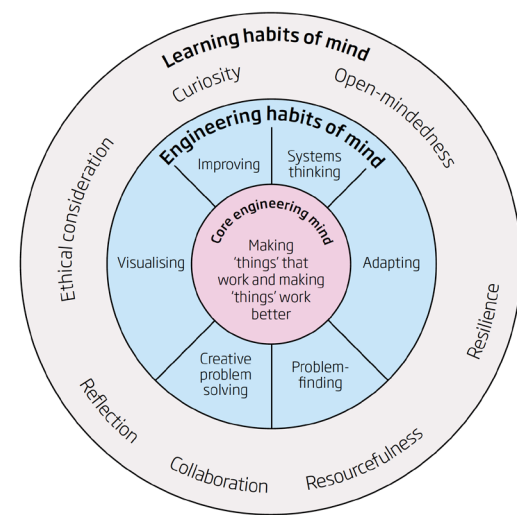 Learning habits of mind
Curiosity
Open-mindedness
Engineering habits of mind
Ethical consideration
Improving
Systems
thinking
Core engineering mind
Making
'things' that
work and making
'things' work
better
Visualising
Adapting
Resilience
Creative
problem
solving
Problem-
finding
Reflection
Collaboration
Resourcefulness